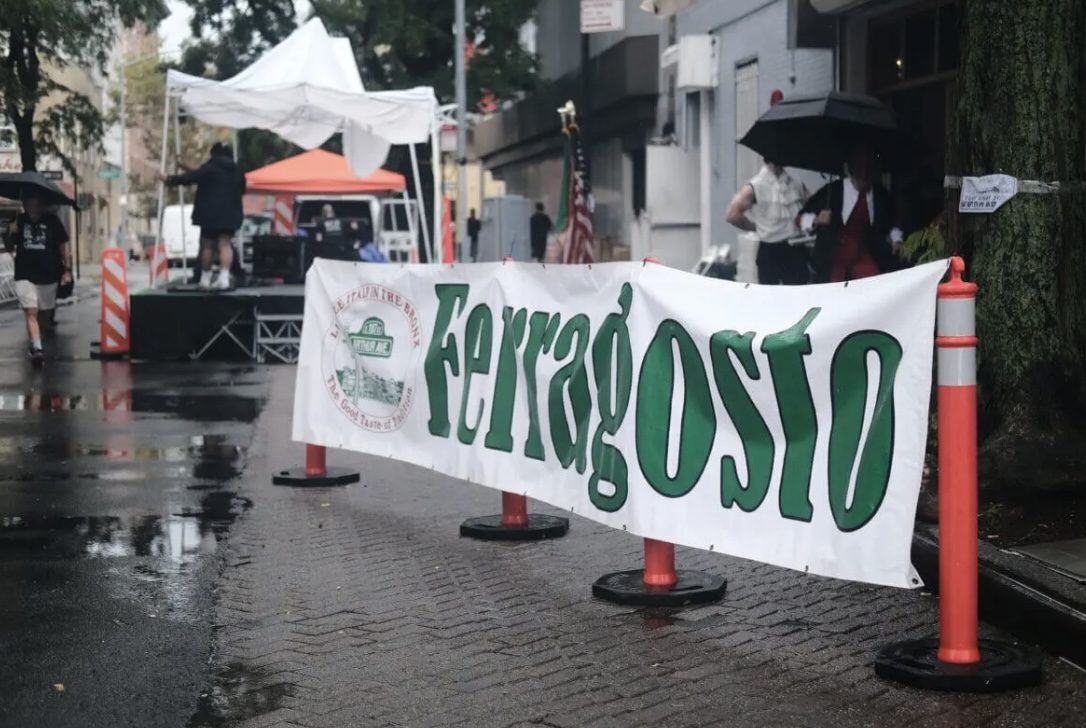 LITTLE ITALY IN THE BRONX
ARTHUR AVE.
The Good Taste of Tradition
Ferragosto